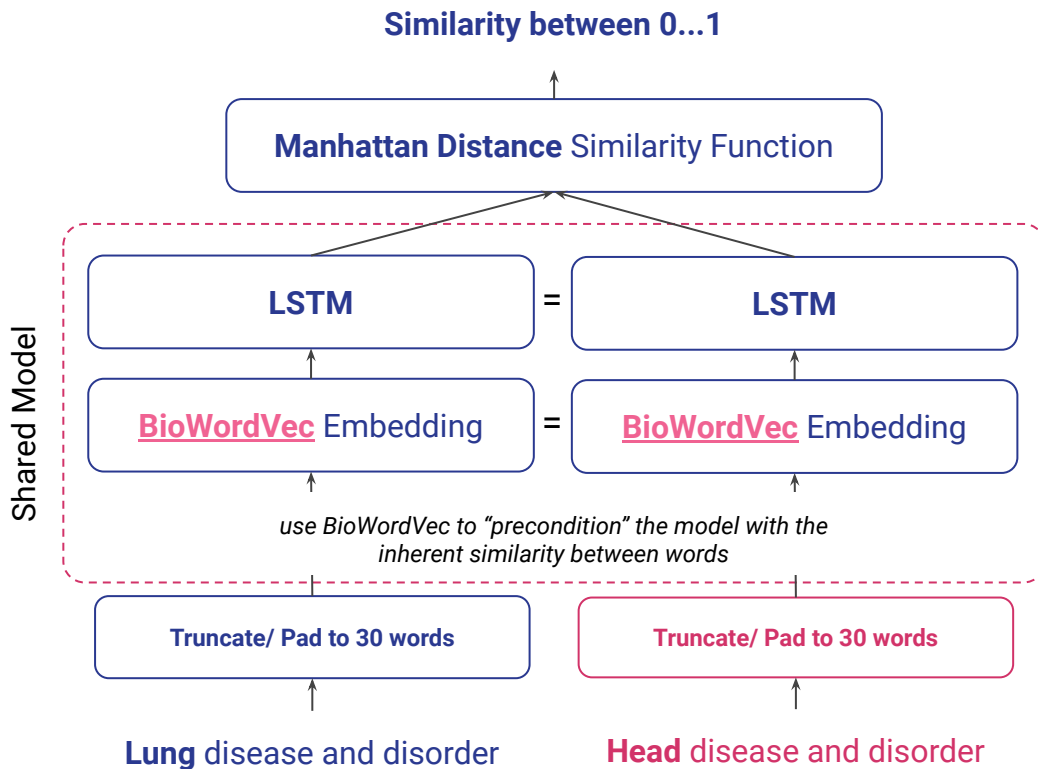 Similarity between 0...1
Manhattan Distance Similarity Function
Shared Model
LSTM
=
LSTM
BioWordVec Embedding
=
BioWordVec Embedding
use BioWordVec to “precondition” the model with the
inherent similarity between words
Truncate/ Pad to 30 words
Truncate/ Pad to 30 words
Lung disease and disorder
Head disease and disorder